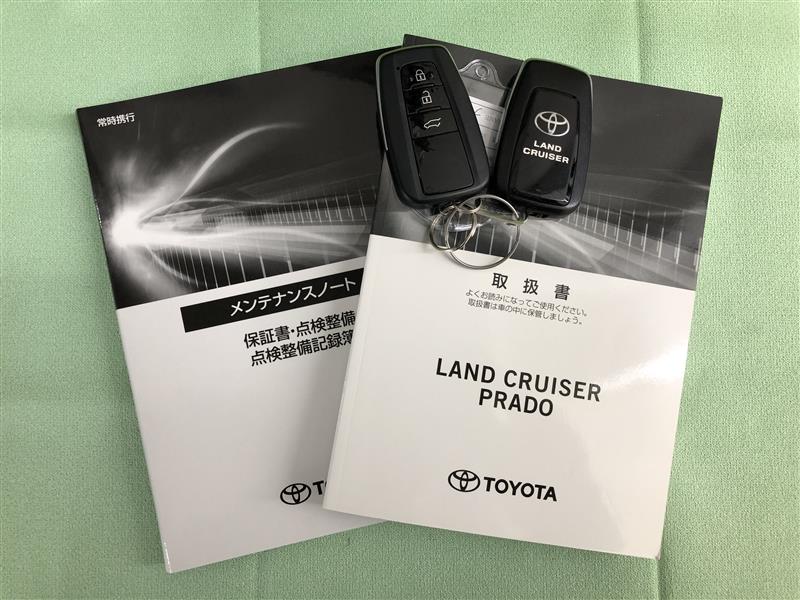 常時携行
メンテナンスノート
保証書・点検整備
点検整備記録簿
TOYOTA
LAND
CRUISER
取扱書
よくお読みになってご使用ください。
取扱書は車の中に保管しましょう。
LAND CRUISER
PRADO
TOYOTA